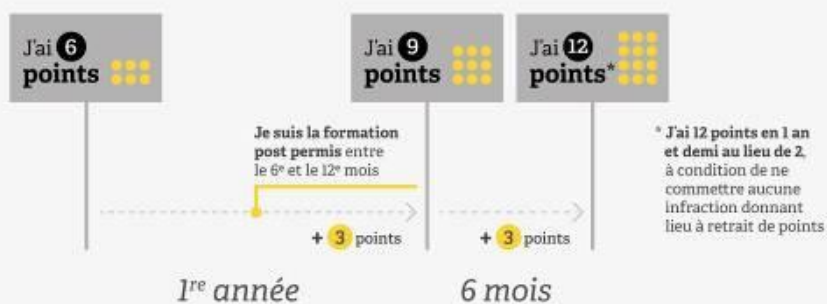 J'ai 6
points
J'ai 9
points
J'ai 12
points*
Je suis la formation
post permis entre
le 6e et le 12e mois
* J'ai 12 points en 1 an
et demi au lieu de 2,
à condition de ne
commettre aucune
infraction donnant
lieu à retrait de points
+ 3 points
+ 3 points
1re année
6 mois